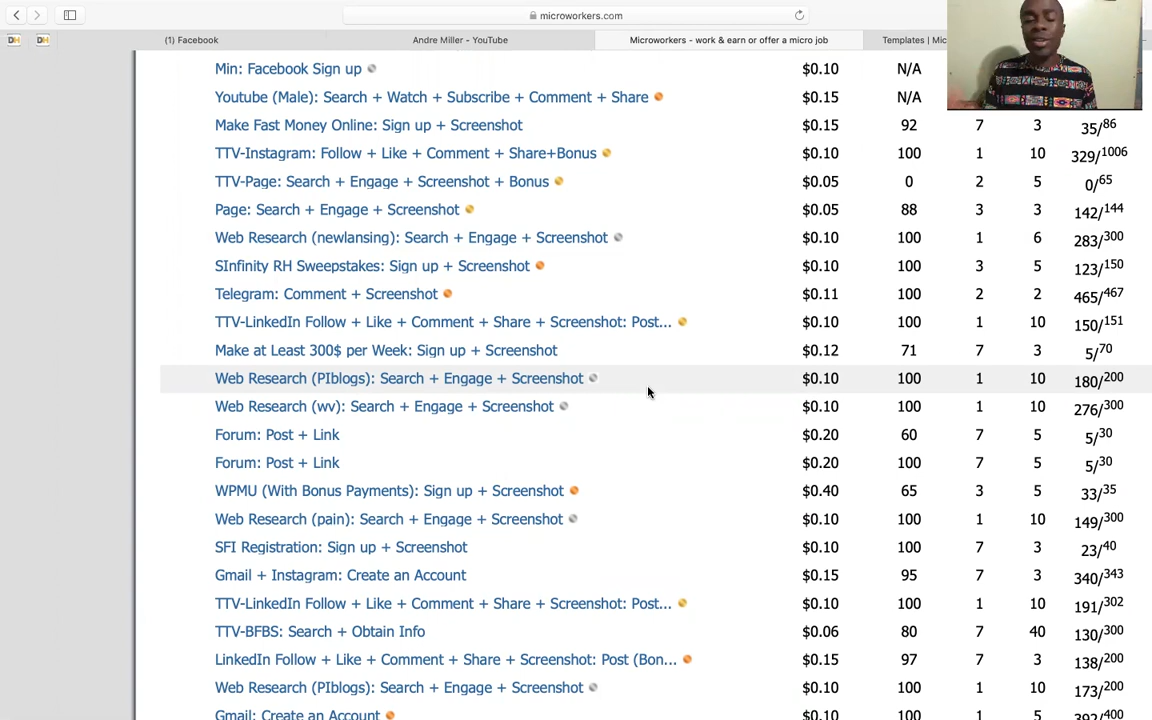 microworkers.com
(1) Facebook Andre Miller - YouTube Microworkers - work & earn or offer a micro job Templates | Mic
Min: Facebook Sign up $0.10 N/A
Youtube (Male): Search + Watch + Subscribe + Comment + Share $0.15 N/A
Make Fast Money Online: Sign up + Screenshot $0.15 92 7 3 35/86
TTV-Instagram: Follow + Like + Comment + Share+Bonus $0.10 100 1 10 329/1006
TTV-Page: Search + Engage + Screenshot + Bonus $0.05 0 2 5 0/65
Page: Search + Engage + Screenshot $0.05 88 3 3 142/144
Web Research (newlansing): Search + Engage + Screenshot $0.10 100 1 6 283/300
SInfinity RH Sweepstakes: Sign up + Screenshot $0.10 100 3 5 123/150
Telegram: Comment + Screenshot $0.11 100 2 2 465/467
TTV-LinkedIn Follow + Like + Comment + Share + Screenshot: Post... $0.10 100 1 10 150/151
Make at Least 300$ per Week: Sign up + Screenshot $0.12 71 7 3 5/70
Web Research (PIblogs): Search + Engage + Screenshot $0.10 100 1 10 180/200
Web Research (wv): Search + Engage + Screenshot $0.10 100 1 10 276/300
Forum: Post + Link $0.20 60 7 5 5/30
Forum: Post + Link $0.20 100 7 5 5/30
WPMU (With Bonus Payments): Sign up + Screenshot $0.40 65 3 5 33/35
Web Research (pain): Search + Engage + Screenshot $0.10 100 1 10 149/300
SFI Registration: Sign up + Screenshot $0.10 100 7 3 23/40
Gmail + Instagram: Create an Account $0.15 95 7 3 340/343
TTV-LinkedIn Follow + Like + Comment + Share + Screenshot: Post... $0.10 100 1 10 191/302
TTV-BFBS: Search + Obtain Info $0.06 80 7 40 130/300
LinkedIn Follow + Like + Comment + Share + Screenshot: Post (Bon... $0.15 97 7 3 138/200
Web Research (PIblogs): Search + Engage + Screenshot $0.10 100 1 10 173/200
Gmail: Create an Account $0.10 100 1 5 392/400